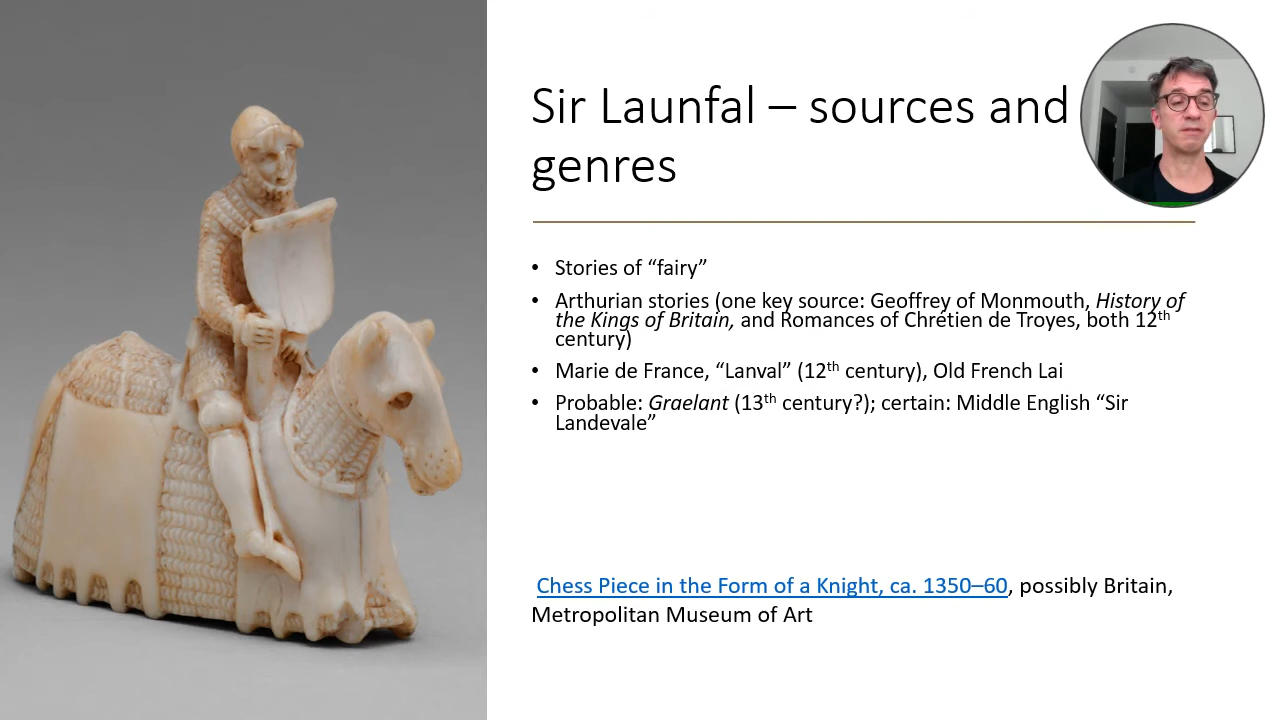 Sir Launfal – sources and
genres
• Stories of “fairy”
• Arthurian stories (one key source: Geoffrey of Monmouth, History of
the Kings of Britain, and Romances of Chrétien de Troyes, both 12th
century)
• Marie de France, “Lanval” (12th century), Old French Lai
• Probable: Graelant (13th century?); certain: Middle English “Sir
Landevale”
Chess Piece in the Form of a Knight, ca. 1350–60, possibly Britain,
Metropolitan Museum of Art